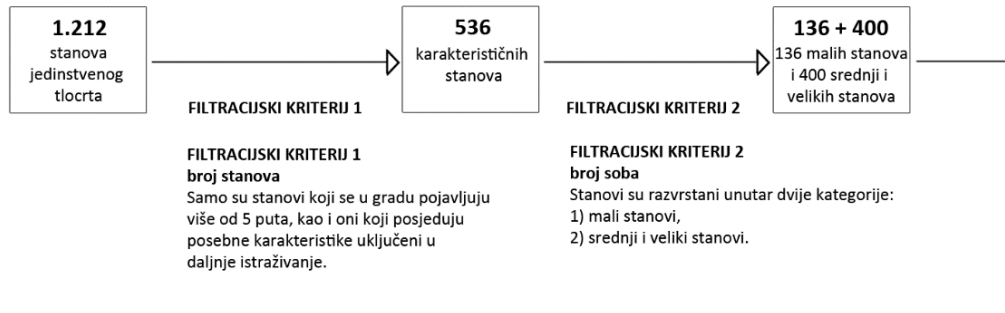 1.212
stanova
jedinstvenog
tlocrta
536
karakterističnih
stanova
136 + 400
136 malih stanova
i 400 srednji i
velikih stanova
FILTRACIJSKI KRITERIJ 1
FILTRACIJSKI KRITERIJ 2
FILTRACIJSKI KRITERIJ 1
broj stanova
Samo su stanovi koji se u gradu pojavljuju
više od 5 puta, kao i oni koji posjeduju
posebne karakteristike uključeni u
daljnje istraživanje.
FILTRACIJSKI KRITERIJ 2
broj soba
Stanovi su razvrstani unutar dvije kategorije:
1) mali stanovi,
2) srednji i veliki stanovi.